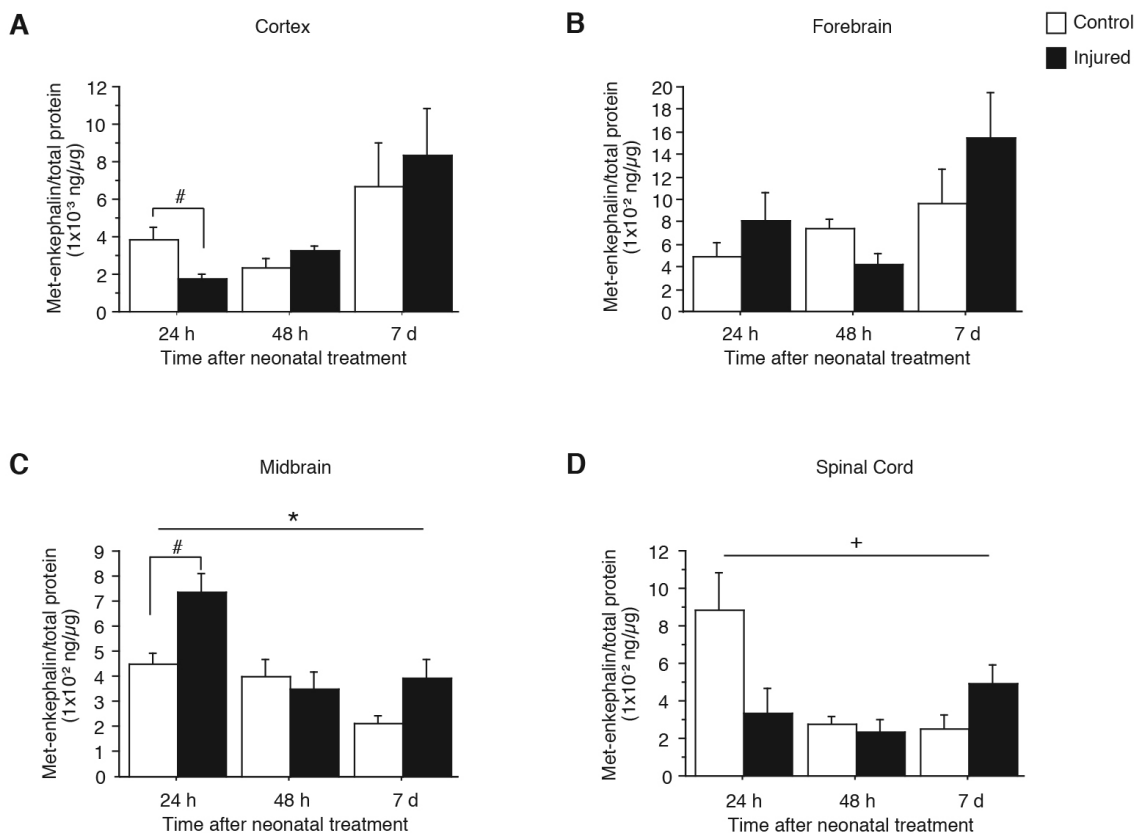 A
Cortex
Met-enkephalin/total protein
(1x10⁻³ ng/µg)
12
10
8
6
4
2
0
#
24 h
48 h
7 d
Time after neonatal treatment
B
Forebrain
Control
Injured
Met-enkephalin/total protein
(1x10⁻² ng/µg)
20
18
16
14
12
10
8
6
4
2
0
24 h
48 h
7 d
Time after neonatal treatment
C
Midbrain
Met-enkephalin/total protein
(1x10⁻² ng/µg)
*
9
8
7
6
5
4
3
2
1
0
#
24 h
48 h
7 d
Time after neonatal treatment
D
Spinal Cord
Met-enkephalin/total protein
(1x10⁻² ng/µg)
+
12
10
8
6
4
2
0
24 h
48 h
7 d
Time after neonatal treatment